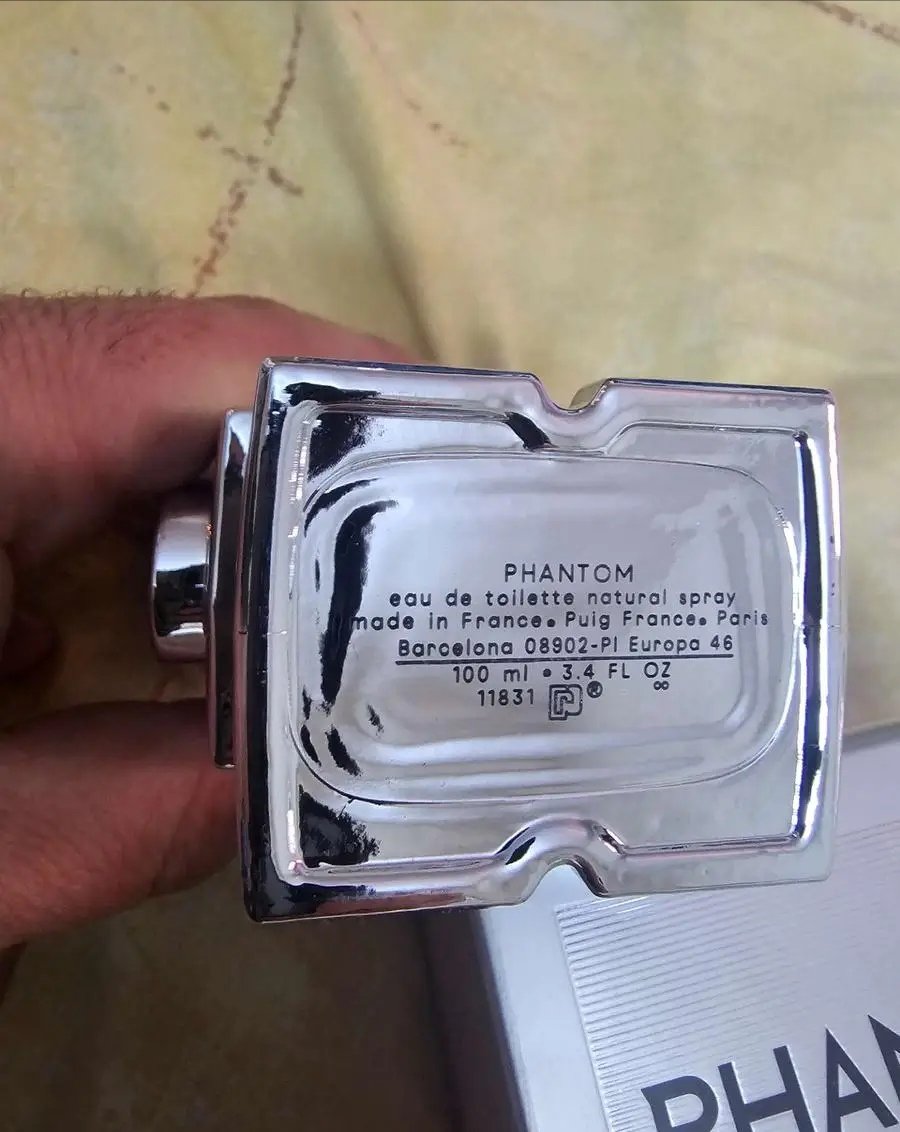 PHANTOM
eau de toilette natural spray
made in France. Puig France. Paris
Barcelona 08902-Pl Europa 46
100 ml • 3.4 FL OZ
∞
11831 ®
PHAN